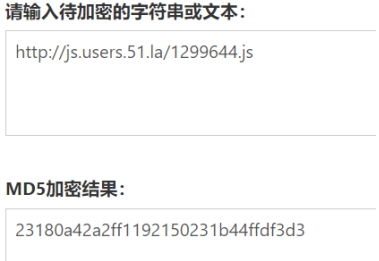 请输入待加密的字符串或文本：
http://js.users.51.la/1299644.js
MD5加密结果：
23180a42a2ff1192150231b44ffdf3d3